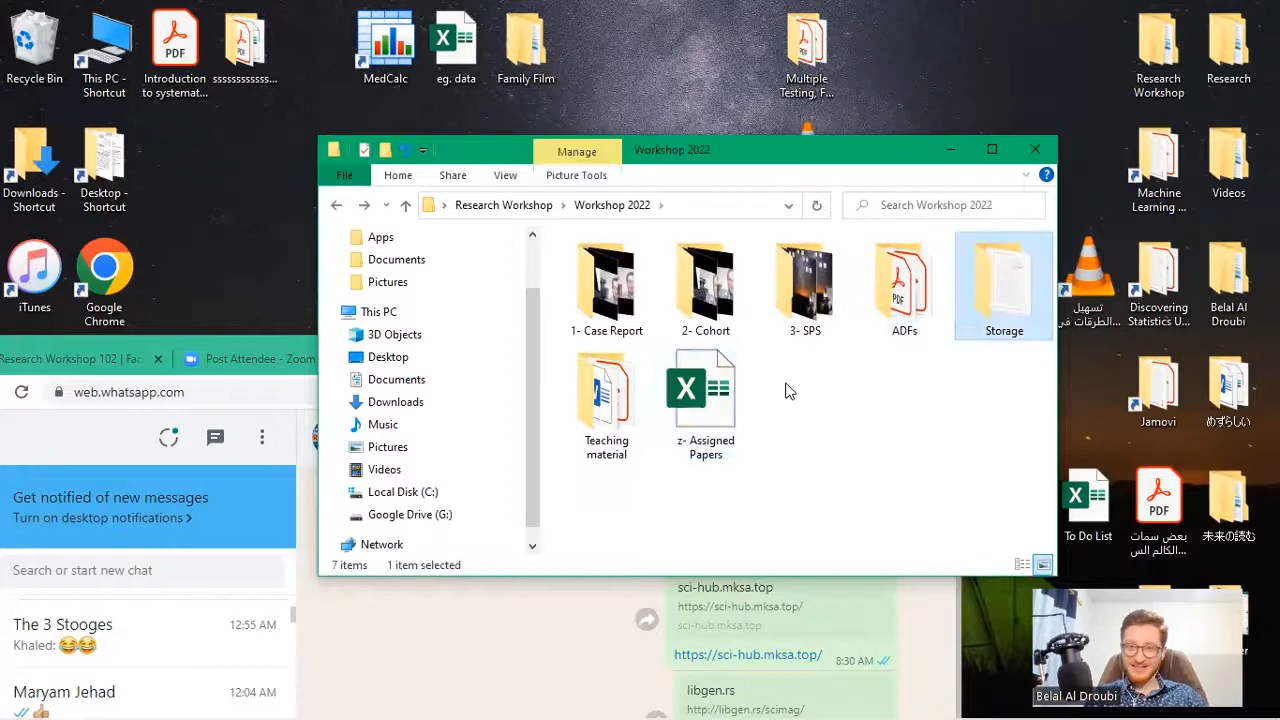 Recycle Bin
This PC -
Shortcut
PDF
Introduction
to systemat...
ssssssssssss...
MedCalc
eg. data
Family Film
Multiple
Testing, F...
Research
Workshop
Research
Downloads -
Shortcut
Desktop -
Shortcut
Machine
Learning ...
Videos
iTunes
Google
Chrome
تسهيل
الطرقات في
Discovering
Statistics U...
Belal Al
Droubi
Jamovi
めずらしい
To Do List
PDF
بعض سمات
الكالم الس...
未来の読む
Manage
Workshop 2022
File
Home
Share
View
Picture Tools
Research Workshop
Workshop 2022
Search Workshop 2022
Apps
Documents
Pictures
This PC
3D Objects
Desktop
Documents
Downloads
Music
Pictures
Videos
Local Disk (C:)
Google Drive (G:)
Network
1- Case Report
2- Cohort
3- SPS
PDF
ADFs
Storage
Teaching
material
z- Assigned
Papers
7 items
1 item selected
Research Workshop 102 | Fac
Post Attendee - Zoom
web.whatsapp.com
Get notified of new messages
Turn on desktop notifications >
Search or start new chat
The 3 Stooges
12:55 AM
Khaled: 😂😂
Maryam Jehad
12:04 AM
👍
sci-hub.mksa.top
https://sci-hub.mksa.top/
sci-hub.mksa.top
https://sci-hub.mksa.top/
8:30 AM
libgen.rs
http://libgen.rs/scimag/
Belal Al Droubi